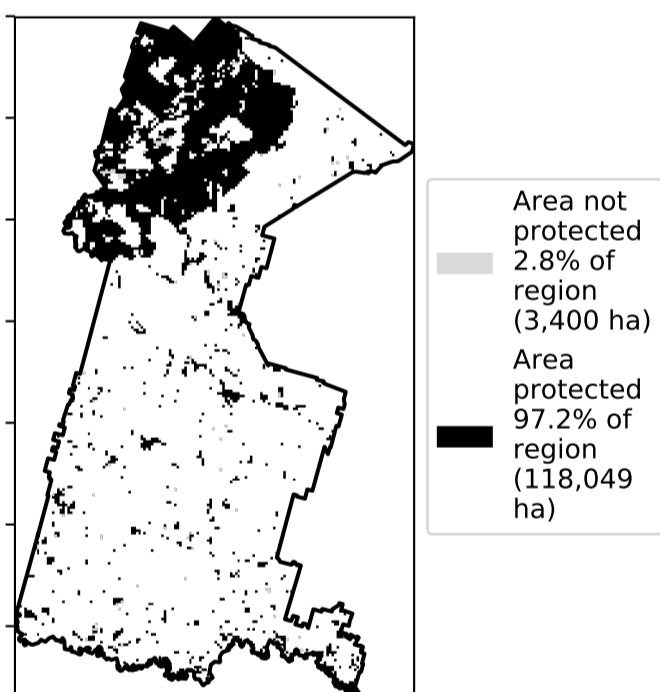 Area not
protected
2.8% of
region
(3,400 ha)
Area
protected
97.2% of
region
(118,049
ha)